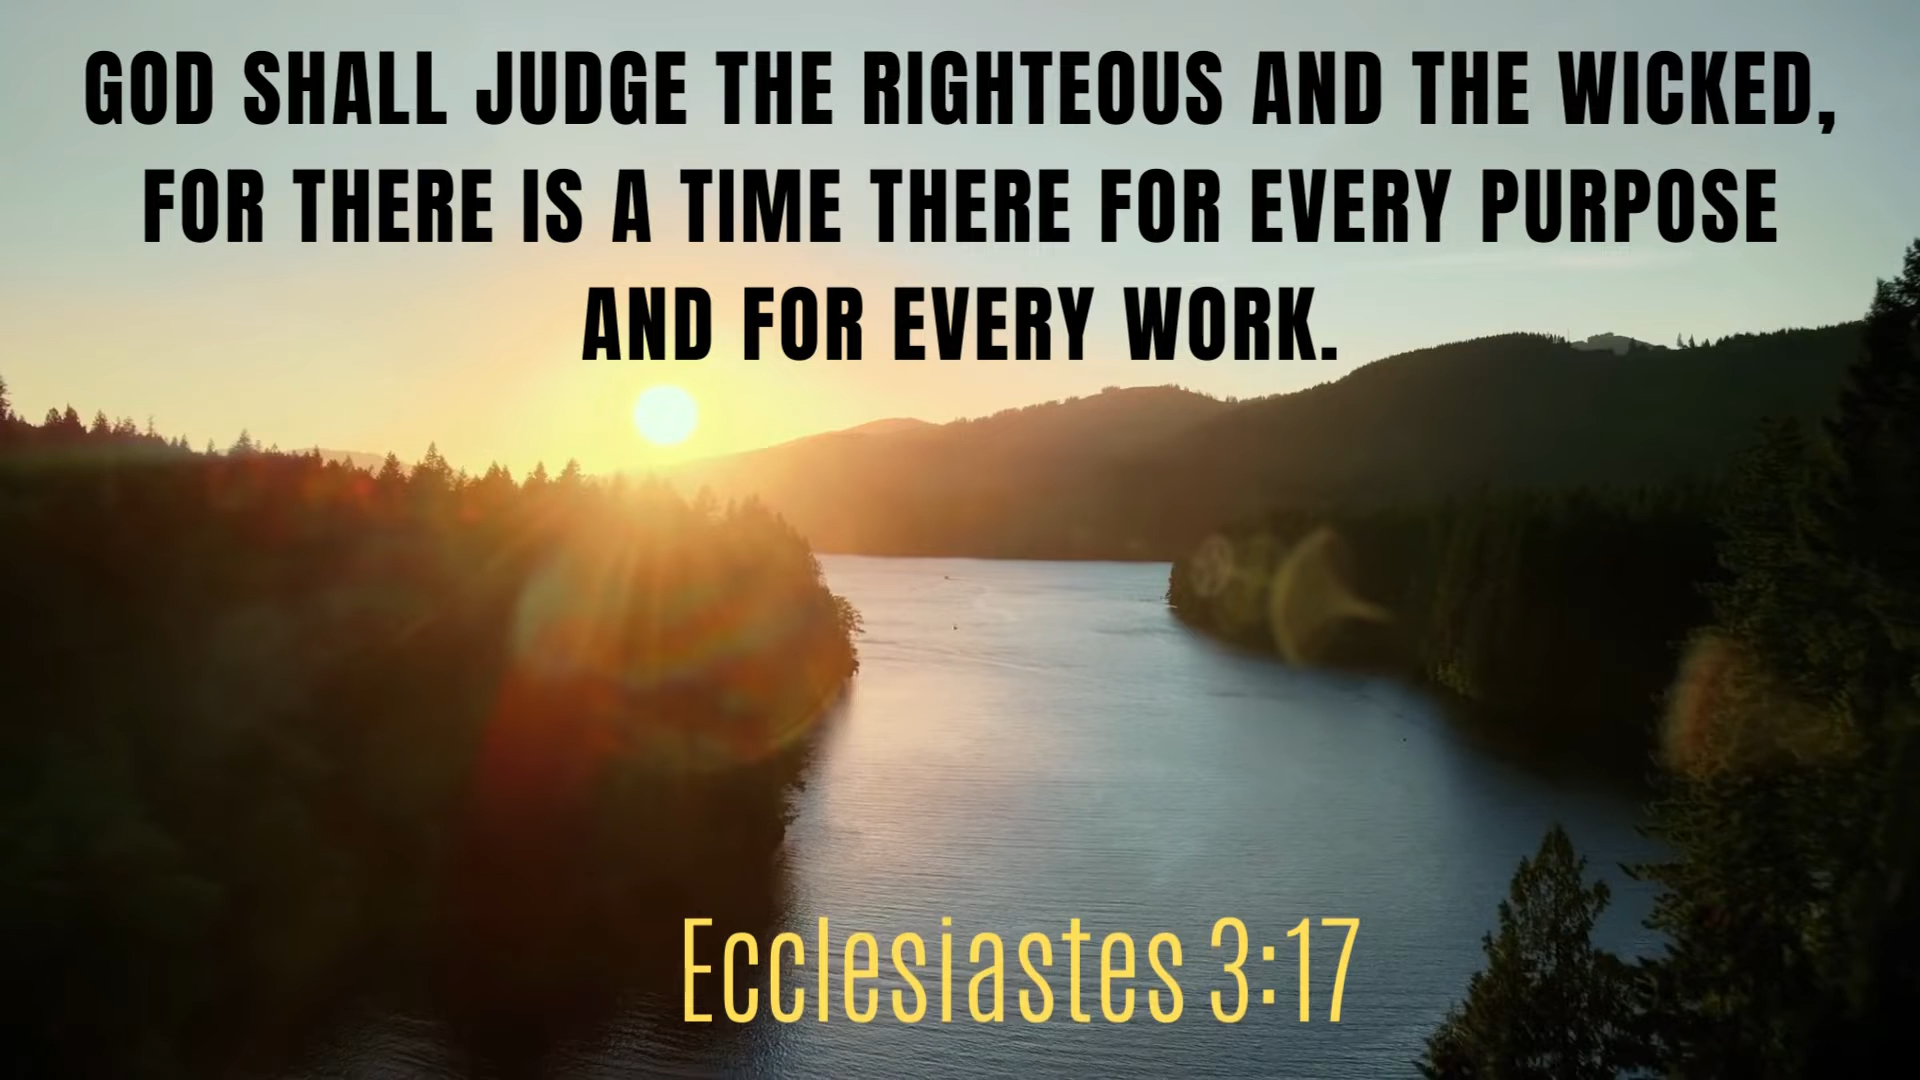 GOD SHALL JUDGE THE RIGHTEOUS AND THE WICKED,
FOR THERE IS A TIME THERE FOR EVERY PURPOSE
AND FOR EVERY WORK.
Ecclesiastes 3:17